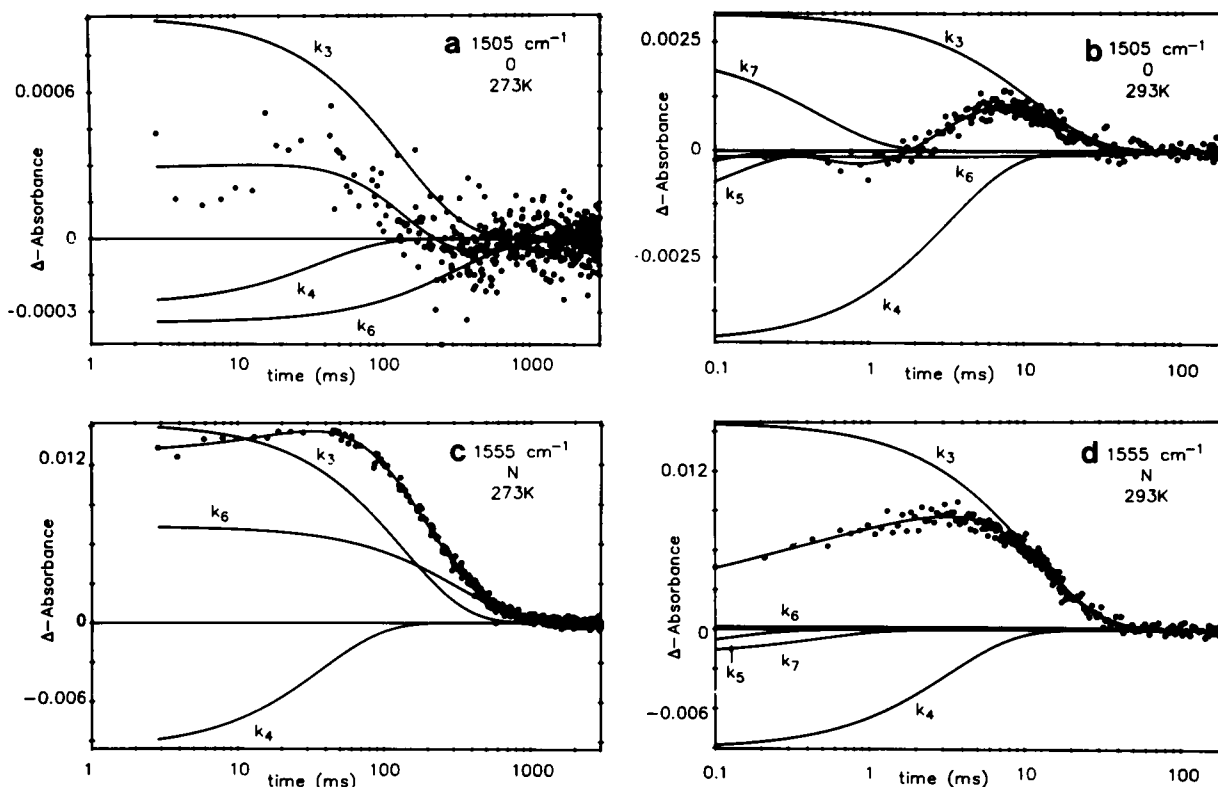 a 1505 cm⁻¹
O
273K
k₃
k₄
k₆
0.0006
0
-0.0003
Δ-Absorbance
1 10 100 1000
time (ms)
b 1505 cm⁻¹
O
293K
k₃
k₇
k₆
k₅
k₄
0.0025
0
-0.0025
Δ-Absorbance
0.1 1 10 100
time (ms)
c 1555 cm⁻¹
N
273K
k₃
k₆
k₄
0.012
0
-0.006
Δ-Absorbance
1 10 100 1000
time (ms)
d 1555 cm⁻¹
N
293K
k₃
k₆
k₇
k₅
k₄
0.012
0
-0.006
Δ-Absorbance
0.1 1 10 100
time (ms)